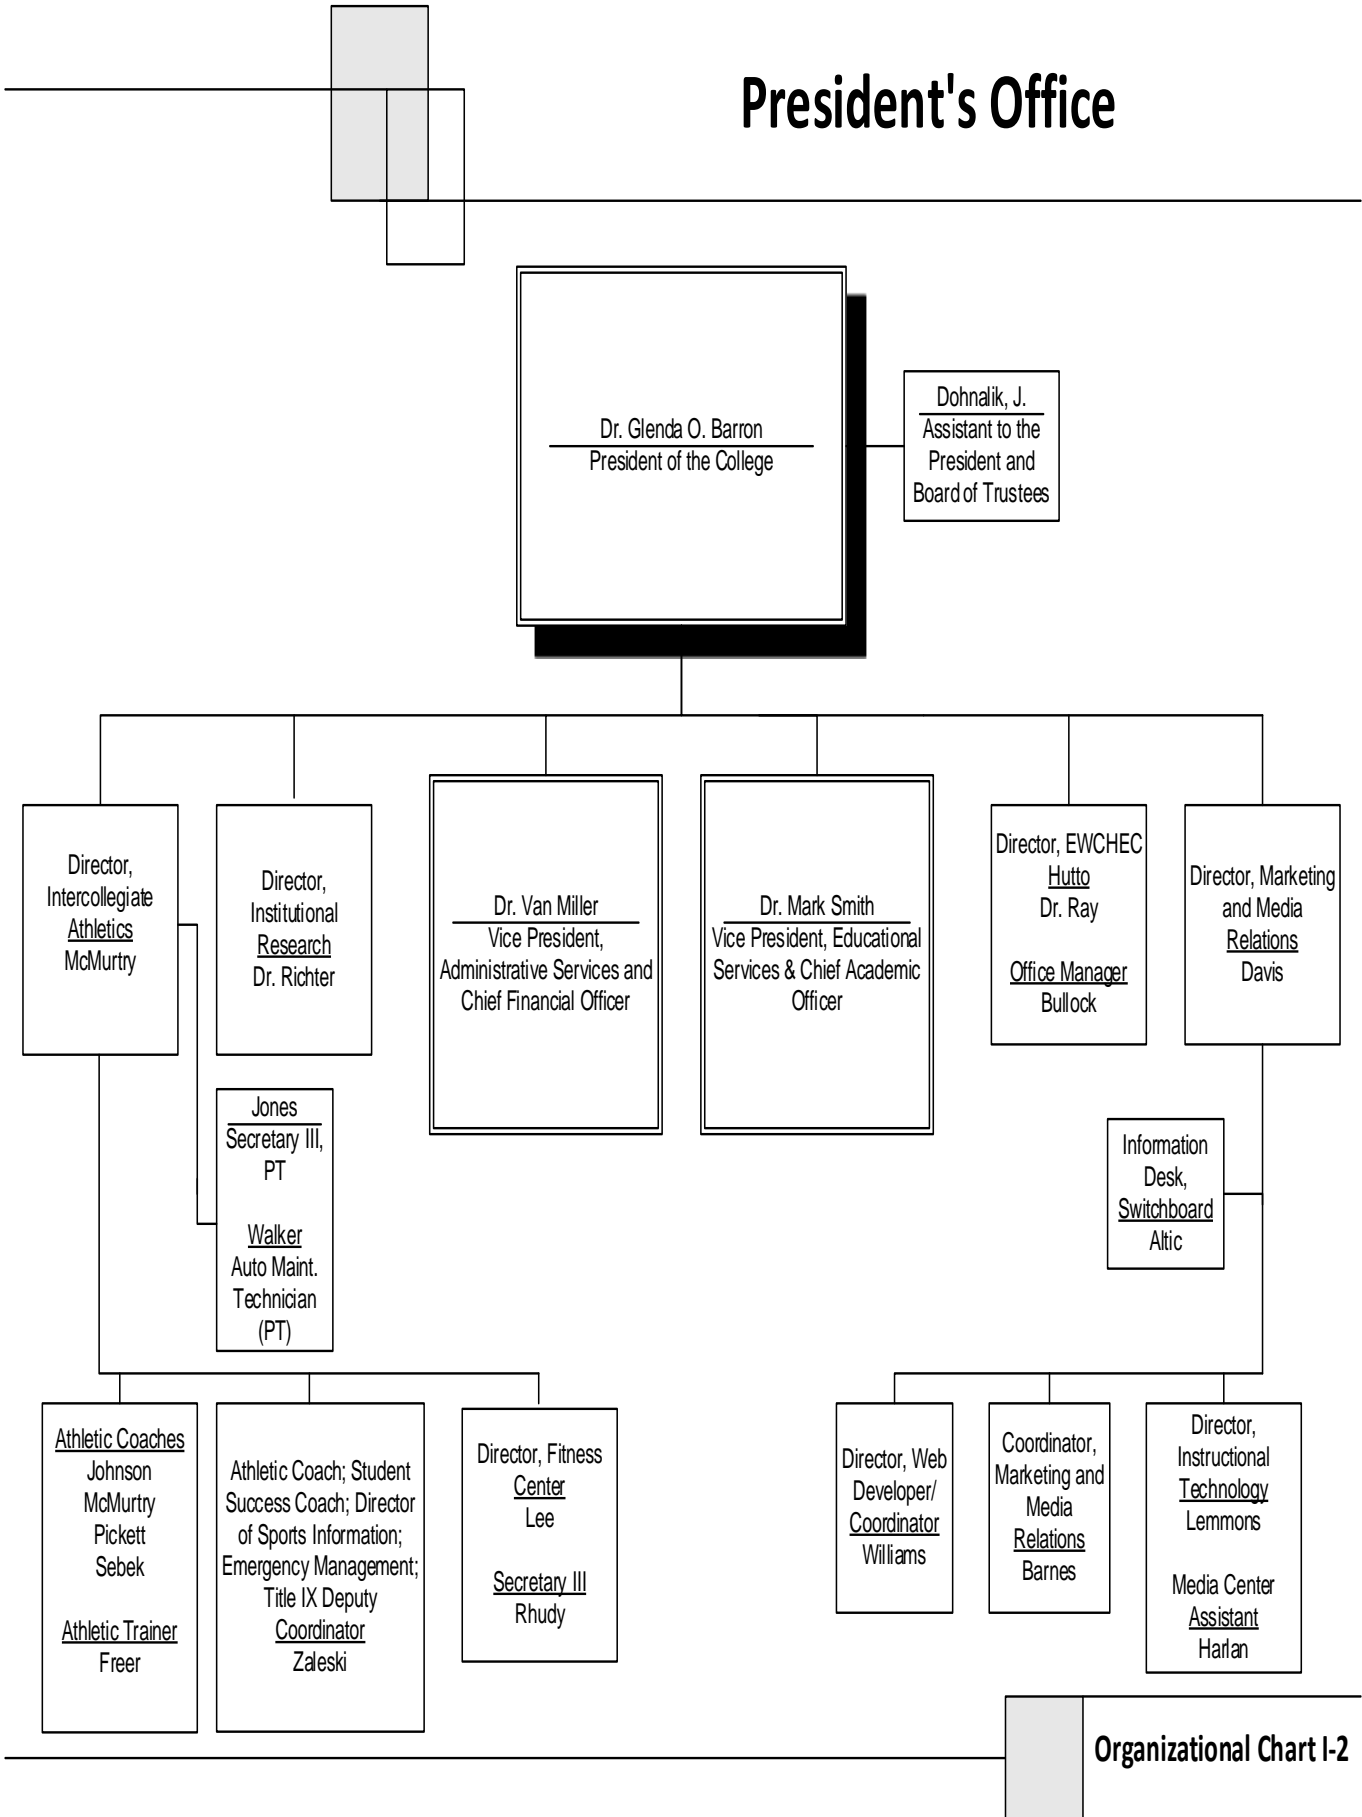 President's Office
Dr. Glenda O. Barron
President of the College
Dohnalik, J.
Assistant to the
President and
Board of Trustees
Director,
Intercollegiate
Athletics
McMurtry
Director,
Institutional
Research
Dr. Richter
Dr. Van Miller
Vice President,
Administrative Services and
Chief Financial Officer
Dr. Mark Smith
Vice President, Educational
Services & Chief Academic
Officer
Director, EWCHEC
Hutto
Dr. Ray
Office Manager
Bullock
Director, Marketing
and Media
Relations
Davis
Jones
Secretary III,
PT
Walker
Auto Maint.
Technician
(PT)
Information
Desk,
Switchboard
Altic
Athletic Coaches
Johnson
McMurtry
Pickett
Sebek
Athletic Trainer
Freer
Athletic Coach; Student
Success Coach; Director
of Sports Information;
Emergency Management;
Title IX Deputy
Coordinator
Zaleski
Director, Fitness
Center
Lee
Secretary III
Rhudy
Director, Web
Developer/
Coordinator
Williams
Coordinator,
Marketing and
Media
Relations
Barnes
Director,
Instructional
Technology
Lemmons
Media Center
Assistant
Harlan
Organizational Chart I-2